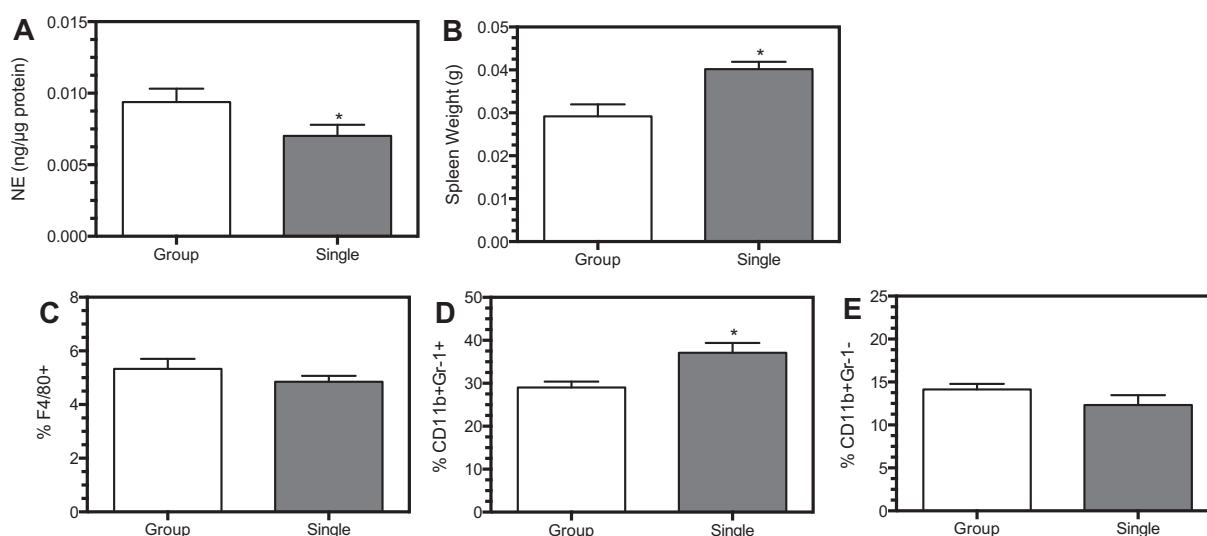 A
NE (ng/μg protein)
0.015
0.010
0.005
0.000
*
Group
Single
B
Spleen Weight (g)
0.05
0.04
0.03
0.02
0.01
0.00
*
Group
Single
C
% F4/80+
8
6
4
2
0
Group
Single
D
% CD11b+Gr-1+
50
40
30
20
10
0
*
Group
Single
E
% CD11b+Gr-1-
25
20
15
10
5
0
Group
Single